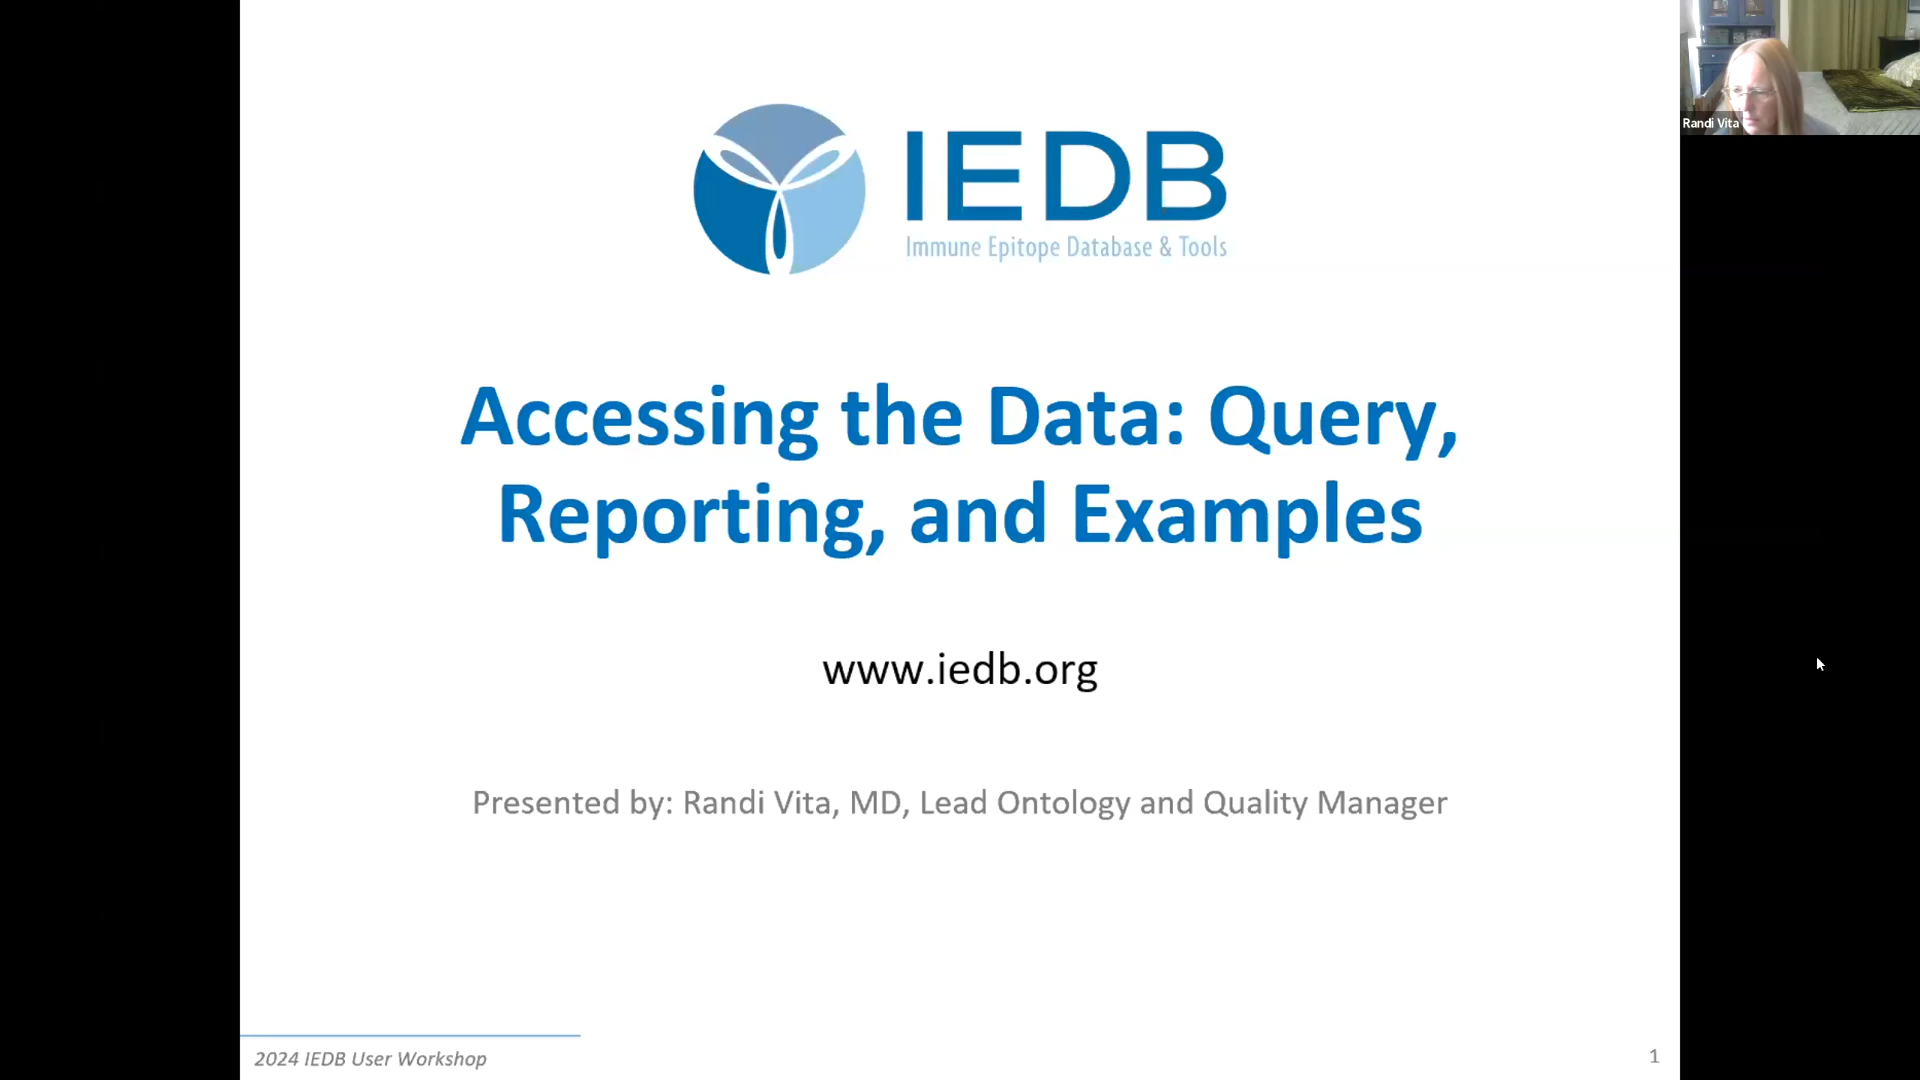 IEDB
Immune Epitope Database & Tools
Randi Vita
Accessing the Data: Query,
Reporting, and Examples
www.iedb.org
Presented by: Randi Vita, MD, Lead Ontology and Quality Manager
2024 IEDB User Workshop
1